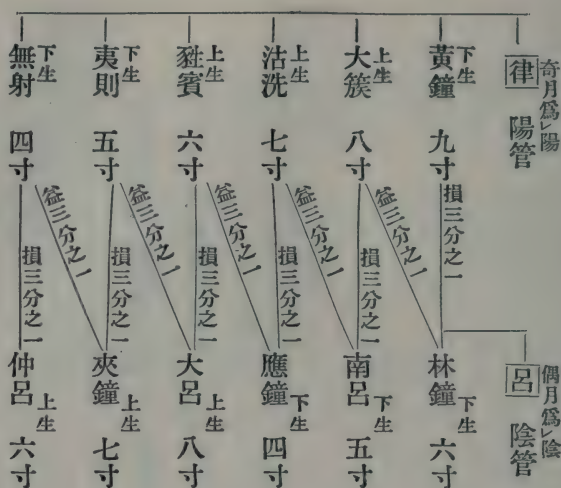 奇月爲レ陽
律 陽管
偶月爲レ陰
呂 陰管
下生
黃鐘 九寸
損三分之一
下生
林鐘 六寸
益三分之一
上生
大簇 八寸
損三分之一
下生
南呂 五寸
益三分之一
上生
沽洗 七寸
損三分之一
下生
應鐘 四寸
益三分之一
上生
甤賓 六寸
損三分之一
上生
大呂 八寸
益三分之一
下生
夷則 五寸
損三分之一
上生
夾鐘 七寸
益三分之一
下生
無射 四寸
損三分之一
上生
仲呂 六寸